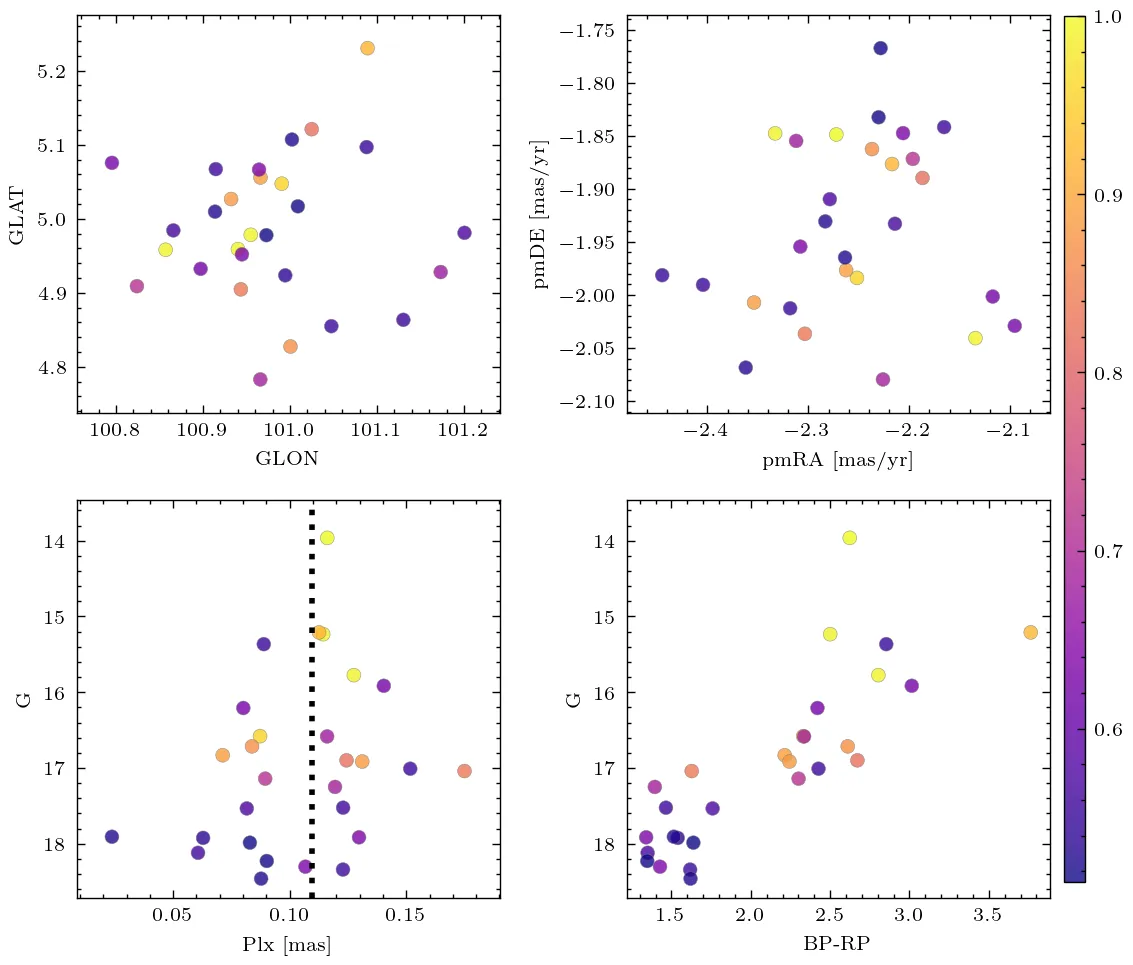 5.2
5.1
5.0
4.9
4.8
GLAT
100.8 100.9 101.0 101.1 101.2
GLON
−1.75
−1.80
−1.85
−1.90
−1.95
−2.00
−2.05
−2.10
pmDE [mas/yr]
−2.4 −2.3 −2.2 −2.1
pmRA [mas/yr]
1.0
0.9
0.8
0.7
0.6
14
15
16
17
18
G
0.05 0.10 0.15
Plx [mas]
14
15
16
17
18
G
1.5 2.0 2.5 3.0 3.5
BP-RP